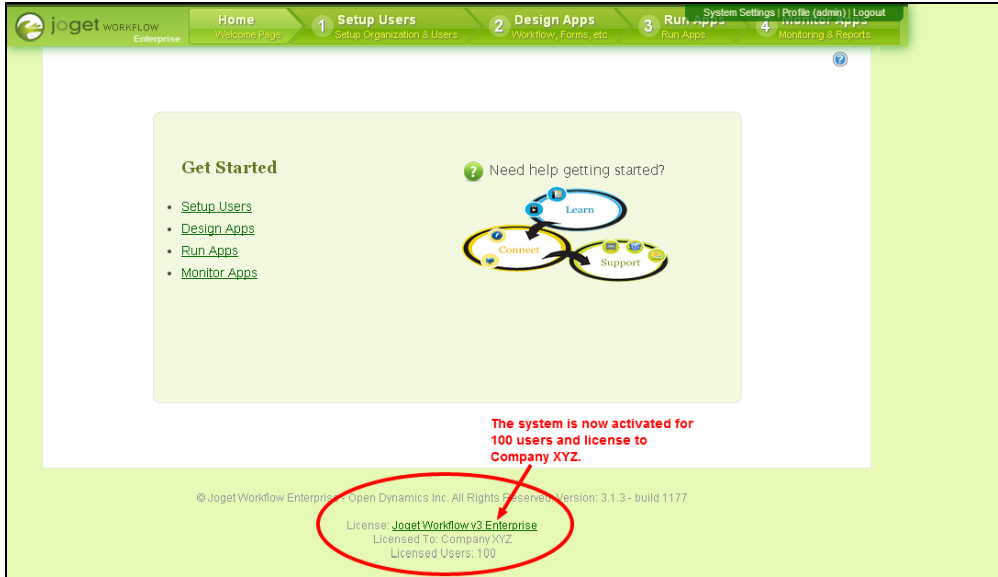 joget WORKFLOW
Enterprise
Home
Welcome Page
1 Setup Users
Setup Organization & Users
2 Design Apps
Workflow, Forms, etc
3 Run Apps
Run Apps
4 Monitor Apps
Monitoring & Reports
System Settings | Profile (admin) | Logout
?
Get Started
• Setup Users
• Design Apps
• Run Apps
• Monitor Apps
? Need help getting started?
Learn
Connect
Support
The system is now activated for
100 users and license to
Company XYZ.
© Joget Workflow Enterprise - Open Dynamics Inc. All Rights Reserved. Version: 3.1.3 - build 1177
License: Joget Workflow v3 Enterprise
Licensed To: Company XYZ
Licensed Users: 100